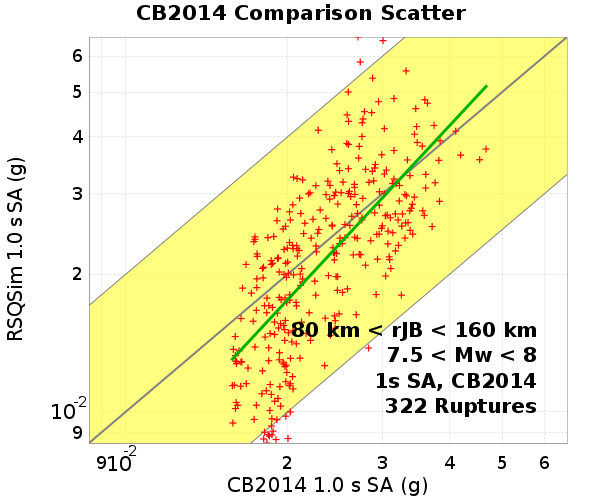 CB2014 Comparison Scatter
RSQSim 1.0 s SA (g)
6
5
4
3
2
10-2
9
80 km < rJB < 160 km
7.5 < Mw < 8
1s SA, CB2014
322 Ruptures
9 10-2 2 3 4 5 6
CB2014 1.0 s SA (g)